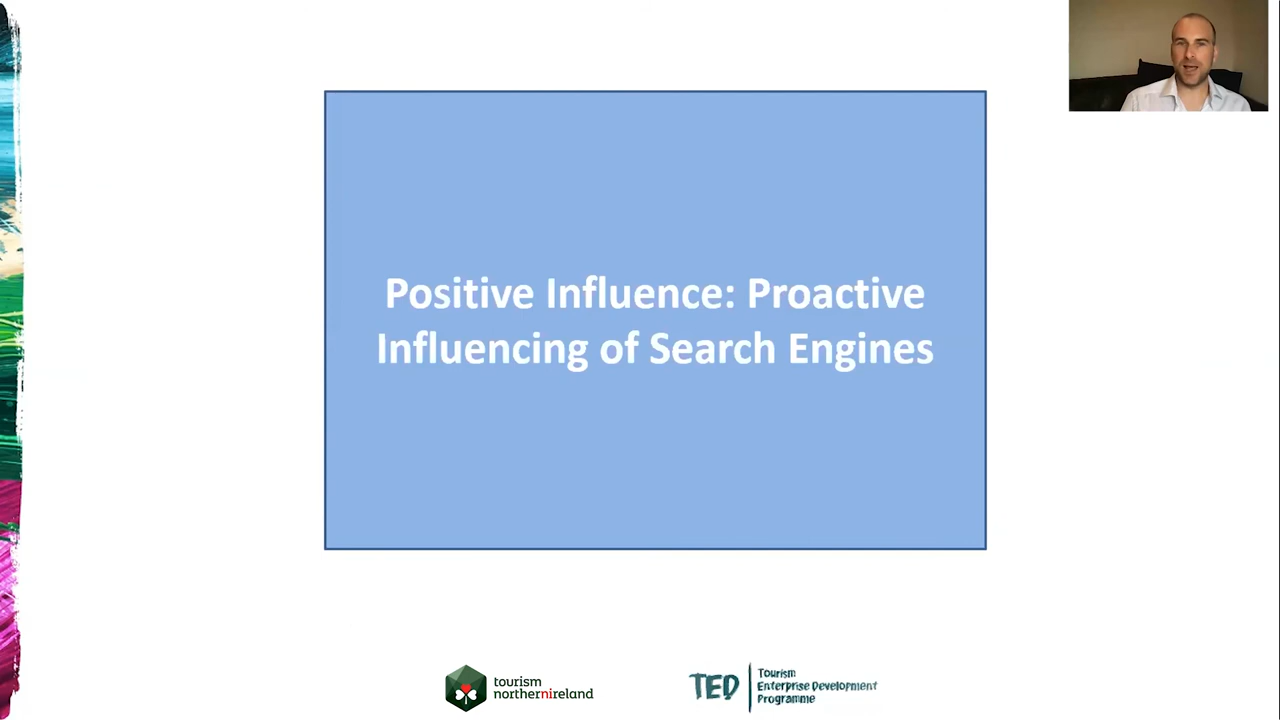 Positive Influence: Proactive
Influencing of Search Engines
tourism
northernireland
TED
Tourism
Enterprise Development
Programme